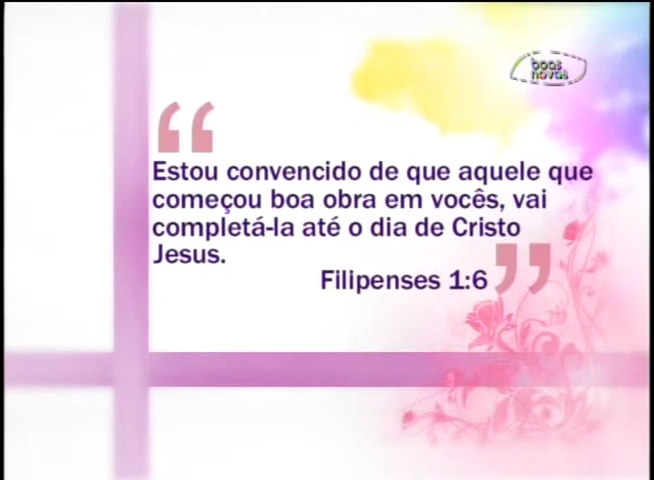 boas
novas
Estou convencido de que aquele que
começou boa obra em vocês, vai
completá-la até o dia de Cristo
Jesus.
Filipenses 1:6